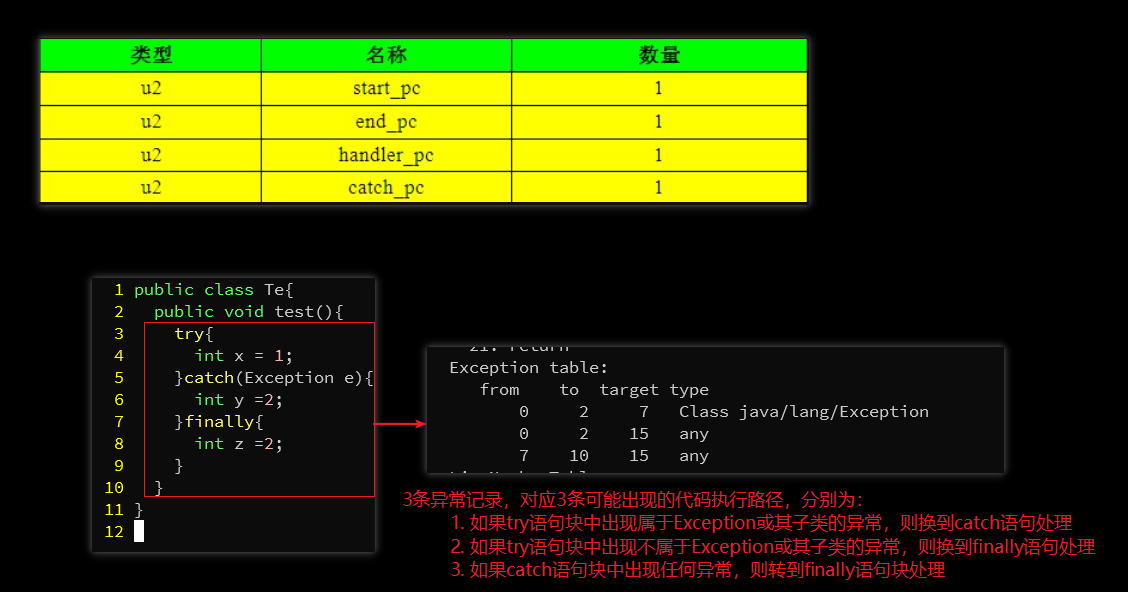 类型 名称 数量
u2 start_pc 1
u2 end_pc 1
u2 handler_pc 1
u2 catch_pc 1
1 public class Te{
2 public void test(){
3 try{
4 int x = 1;
5 }catch(Exception e){
6 int y =2;
7 }finally{
8 int z =2;
9 }
10 }
11 }
12
21: return
Exception table:
from to target type
0 2 7 Class java/lang/Exception
0 2 15 any
7 10 15 any
3条异常记录，对应3条可能出现的代码执行路径，分别为：
1. 如果try语句块中出现属于Exception或其子类的异常，则换到catch语句处理
2. 如果try语句块中出现不属于Exception或其子类的异常，则换到finally语句处理
3. 如果catch语句块中出现任何异常，则转到finally语句块处理